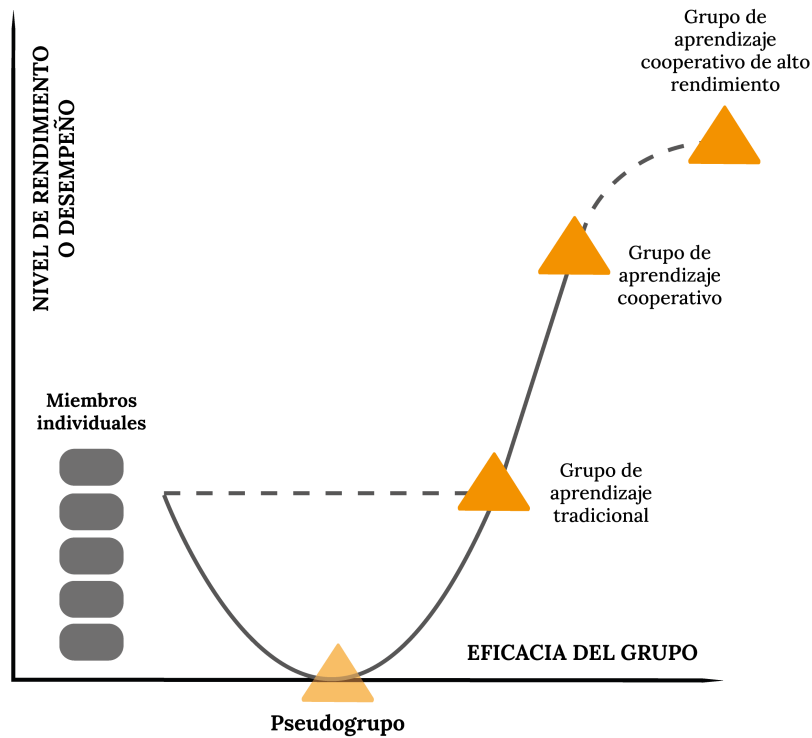 Grupo de
aprendizaje
cooperativo de alto
rendimiento
NIVEL DE RENDIMIENTO
O DESEMPEÑO
Grupo de
aprendizaje
cooperativo
Miembros
individuales
Grupo de
aprendizaje
tradicional
EFICACIA DEL GRUPO
Pseudogrupo